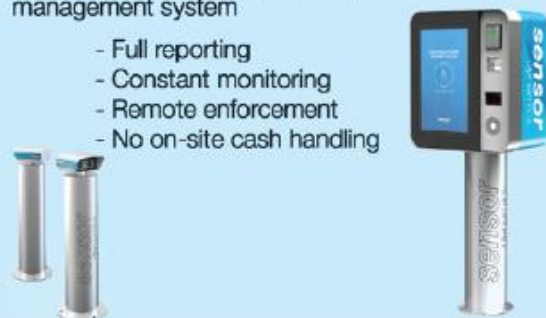 management system
- Full reporting
- Constant monitoring
- Remote enforcement
- No on-site cash handling
sensor
sensor